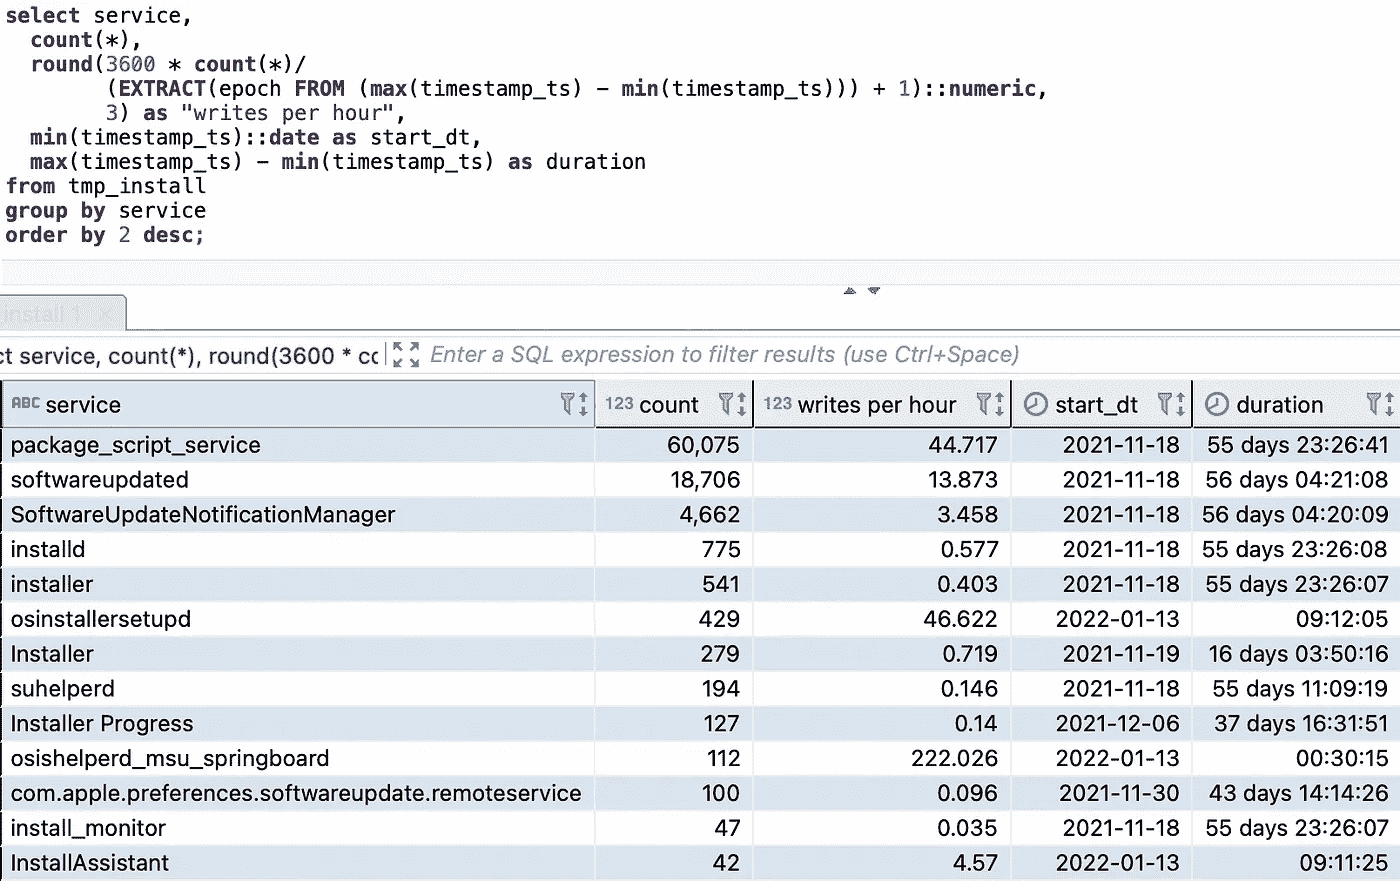 select service,
count(*),
round(3600 * count(*)/
(EXTRACT(epoch FROM (max(timestamp_ts) - min(timestamp_ts))) + 1)::numeric,
3) as "writes per hour",
min(timestamp_ts)::date as start_dt,
max(timestamp_ts) - min(timestamp_ts) as duration
from tmp_install
group by service
order by 2 desc;
install 1
ct service, count(*), round(3600 * cc Enter a SQL expression to filter results (use Ctrl+Space)
ABC service 123 count 123 writes per hour start_dt duration
package_script_service 60,075 44.717 2021-11-18 55 days 23:26:41
softwareupdated 18,706 13.873 2021-11-18 56 days 04:21:08
SoftwareUpdateNotificationManager 4,662 3.458 2021-11-18 56 days 04:20:09
installd 775 0.577 2021-11-18 55 days 23:26:08
installer 541 0.403 2021-11-18 55 days 23:26:07
osinstallersetupd 429 46.622 2022-01-13 09:12:05
Installer 279 0.719 2021-11-19 16 days 03:50:16
suhelperd 194 0.146 2021-11-18 55 days 11:09:19
Installer Progress 127 0.14 2021-12-06 37 days 16:31:51
osishelperd_msu_springboard 112 222.026 2022-01-13 00:30:15
com.apple.preferences.softwareupdate.remoteservice 100 0.096 2021-11-30 43 days 14:14:26
install_monitor 47 0.035 2021-11-18 55 days 23:26:07
InstallAssistant 42 4.57 2022-01-13 09:11:25